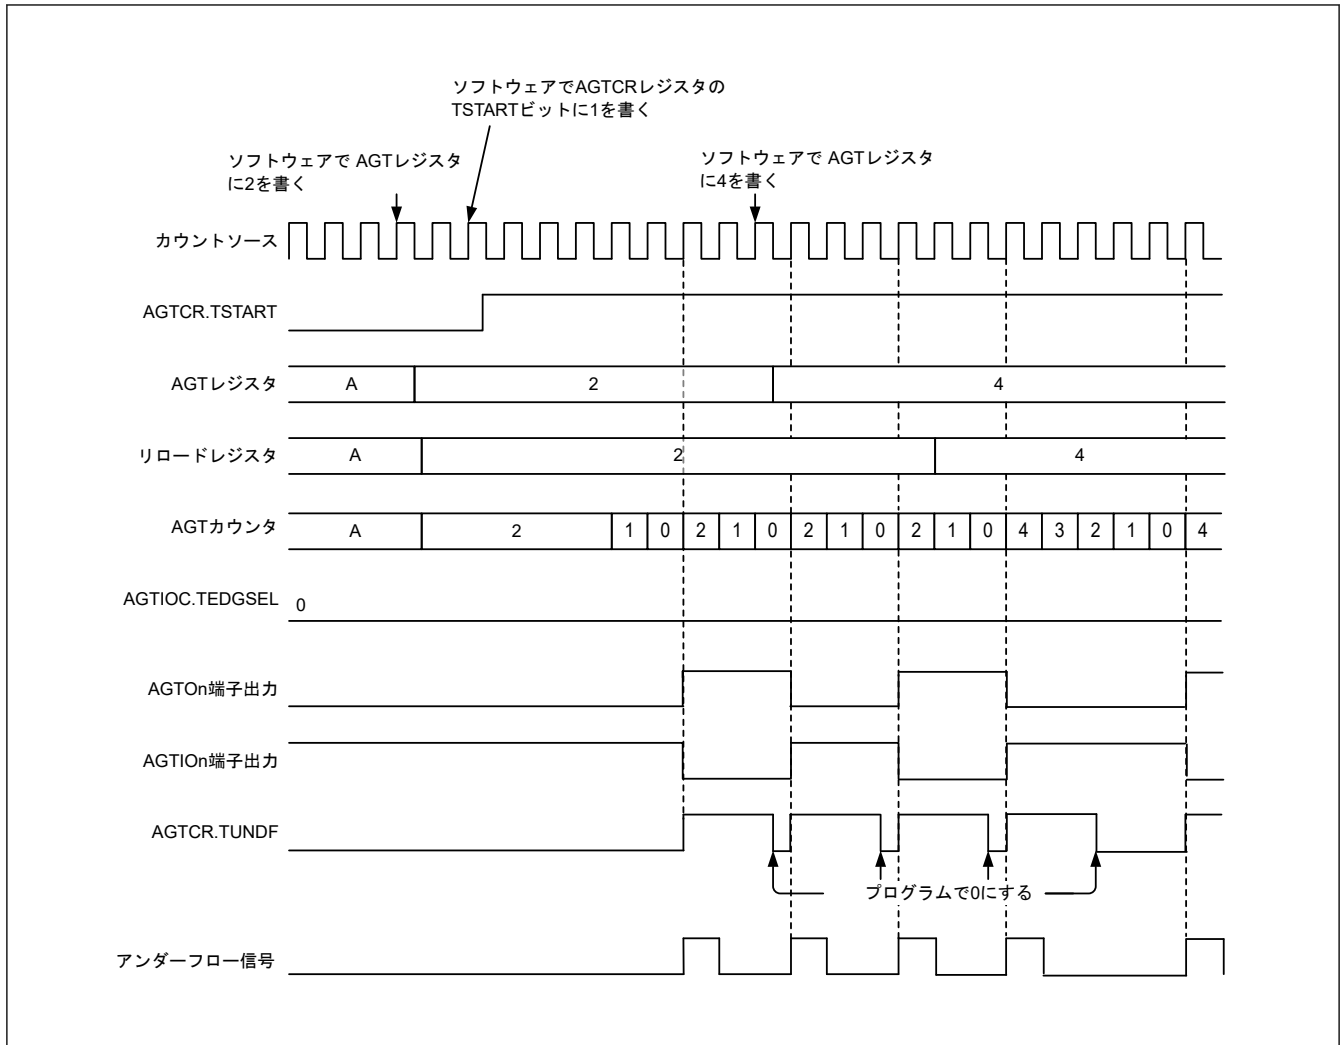 ソフトウェアでAGTCRレジスタの
TSTARTビットに1を書く
ソフトウェアで AGTレジスタ
に2を書く
ソフトウェアで AGTレジスタ
に4を書く
カウントソース
AGTCR.TSTART
AGTレジスタ A 2 4
リロードレジスタ A 2 4
AGTカウンタ A 2 1 0 2 1 0 2 1 0 2 1 0 4 3 2 1 0 4
AGTIOC.TEDGSEL 0
AGTOn端子出力
AGTIOn端子出力
AGTCR.TUNDF
プログラムで0にする
アンダーフロー信号